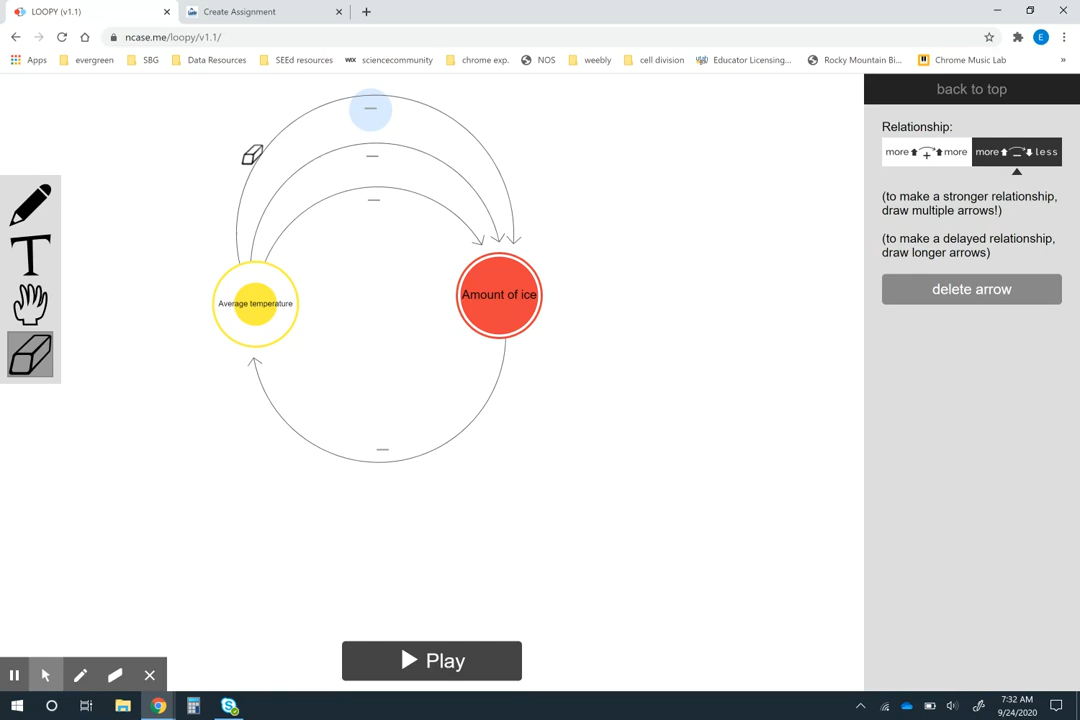 LOOPY (v1.1)
Create Assignment
ncase.me/loopy/v1.1/
E
Apps
evergreen
SBG
Data Resources
SEEd resources
WIX sciencecommunity
chrome exp.
NOS
weebly
cell division
Educator Licensing...
Rocky Mountain Bi...
Chrome Music Lab
»
back to top
Relationship:
more + more
more – less
(to make a stronger relationship,
draw multiple arrows!)
(to make a delayed relationship,
draw longer arrows)
delete arrow
T
–
–
–
Average temperature
Amount of ice
–
Play
7:32 AM
9/24/2020